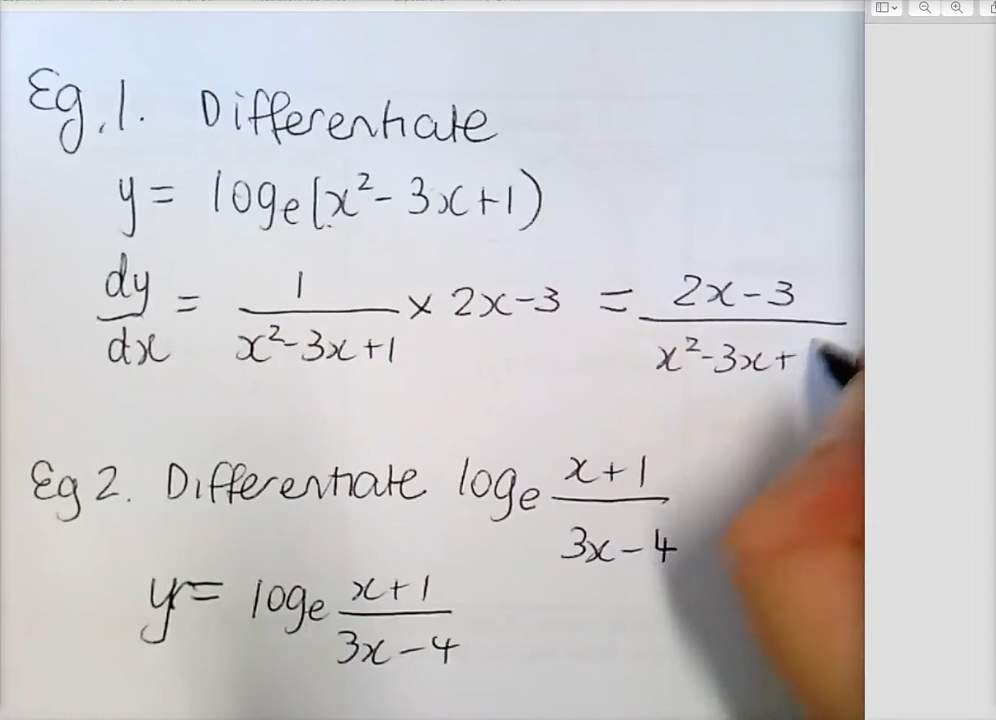 Eg.1. Differentiate
y = logₑ(x² - 3x + 1)
dy/dx = 1/(x² - 3x + 1) × 2x - 3 = (2x - 3)/(x² - 3x +
Eg 2. Differentiate logₑ (x + 1)/(3x - 4)
y = logₑ (x + 1)/(3x - 4)